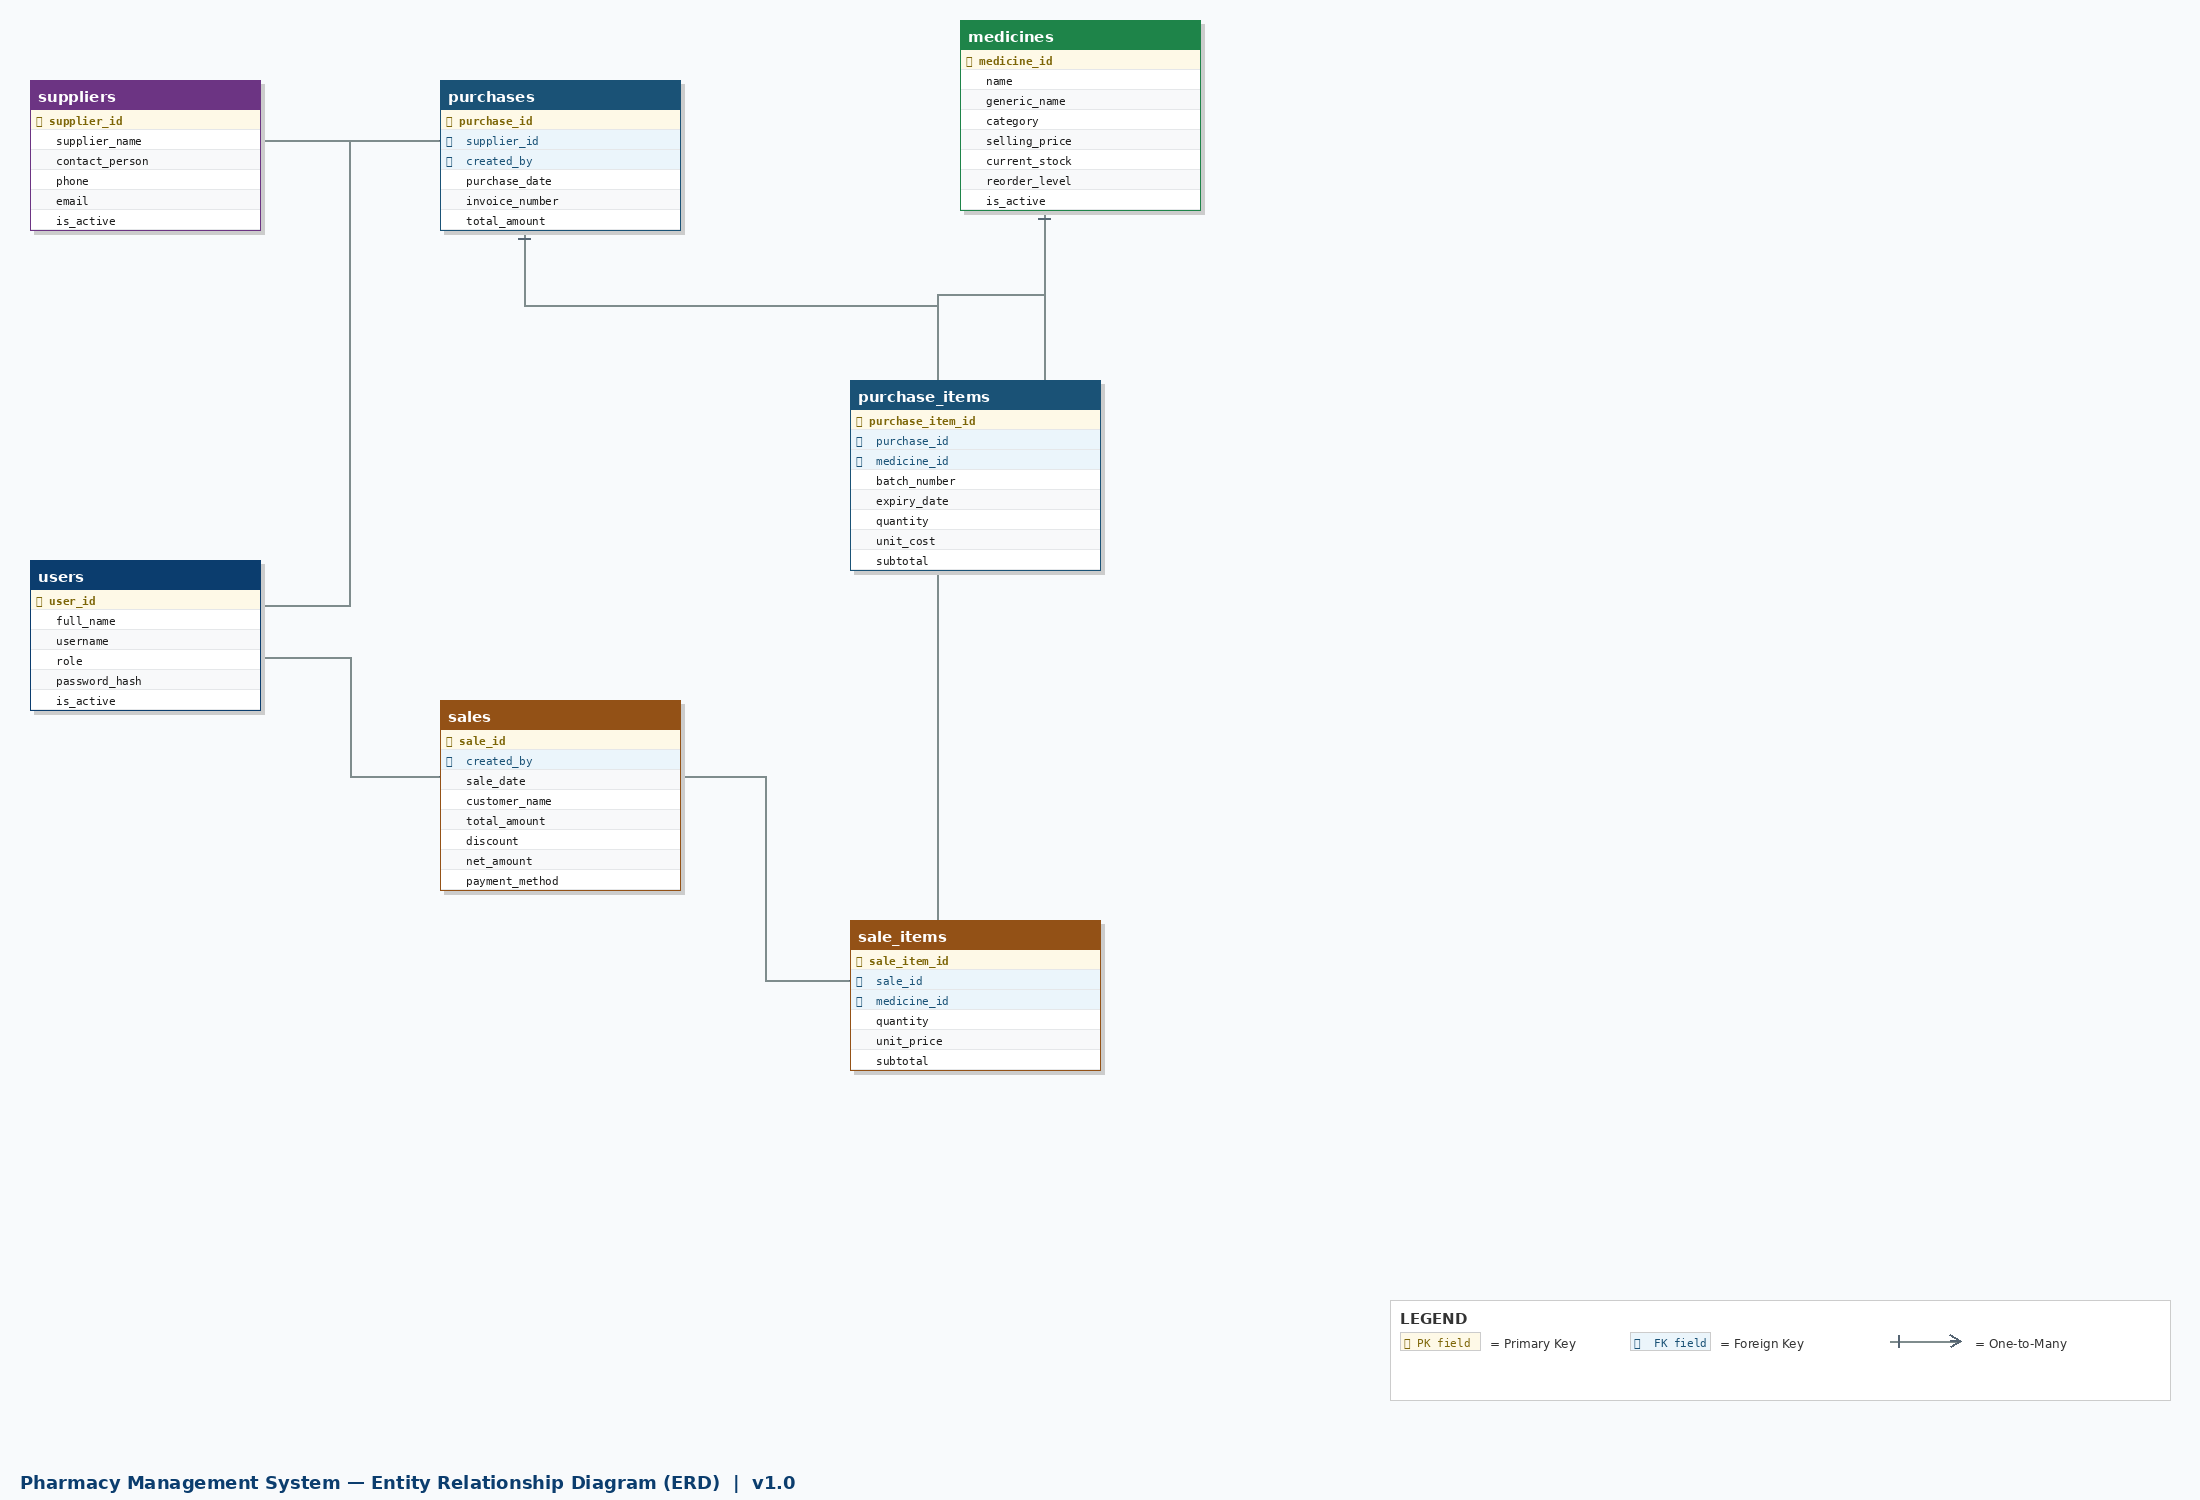 medicines
medicine_id
name
generic_name
category
selling_price
current_stock
reorder_level
is_active
suppliers
supplier_id
supplier_name
contact_person
phone
email
is_active
purchases
purchase_id
supplier_id
created_by
purchase_date
invoice_number
total_amount
purchase_items
purchase_item_id
purchase_id
medicine_id
batch_number
expiry_date
quantity
unit_cost
subtotal
users
user_id
full_name
username
role
password_hash
is_active
sales
sale_id
created_by
sale_date
customer_name
total_amount
discount
net_amount
payment_method
sale_items
sale_item_id
sale_id
medicine_id
quantity
unit_price
subtotal
LEGEND
PK field = Primary Key FK field = Foreign Key = One-to-Many
Pharmacy Management System — Entity Relationship Diagram (ERD) | v1.0